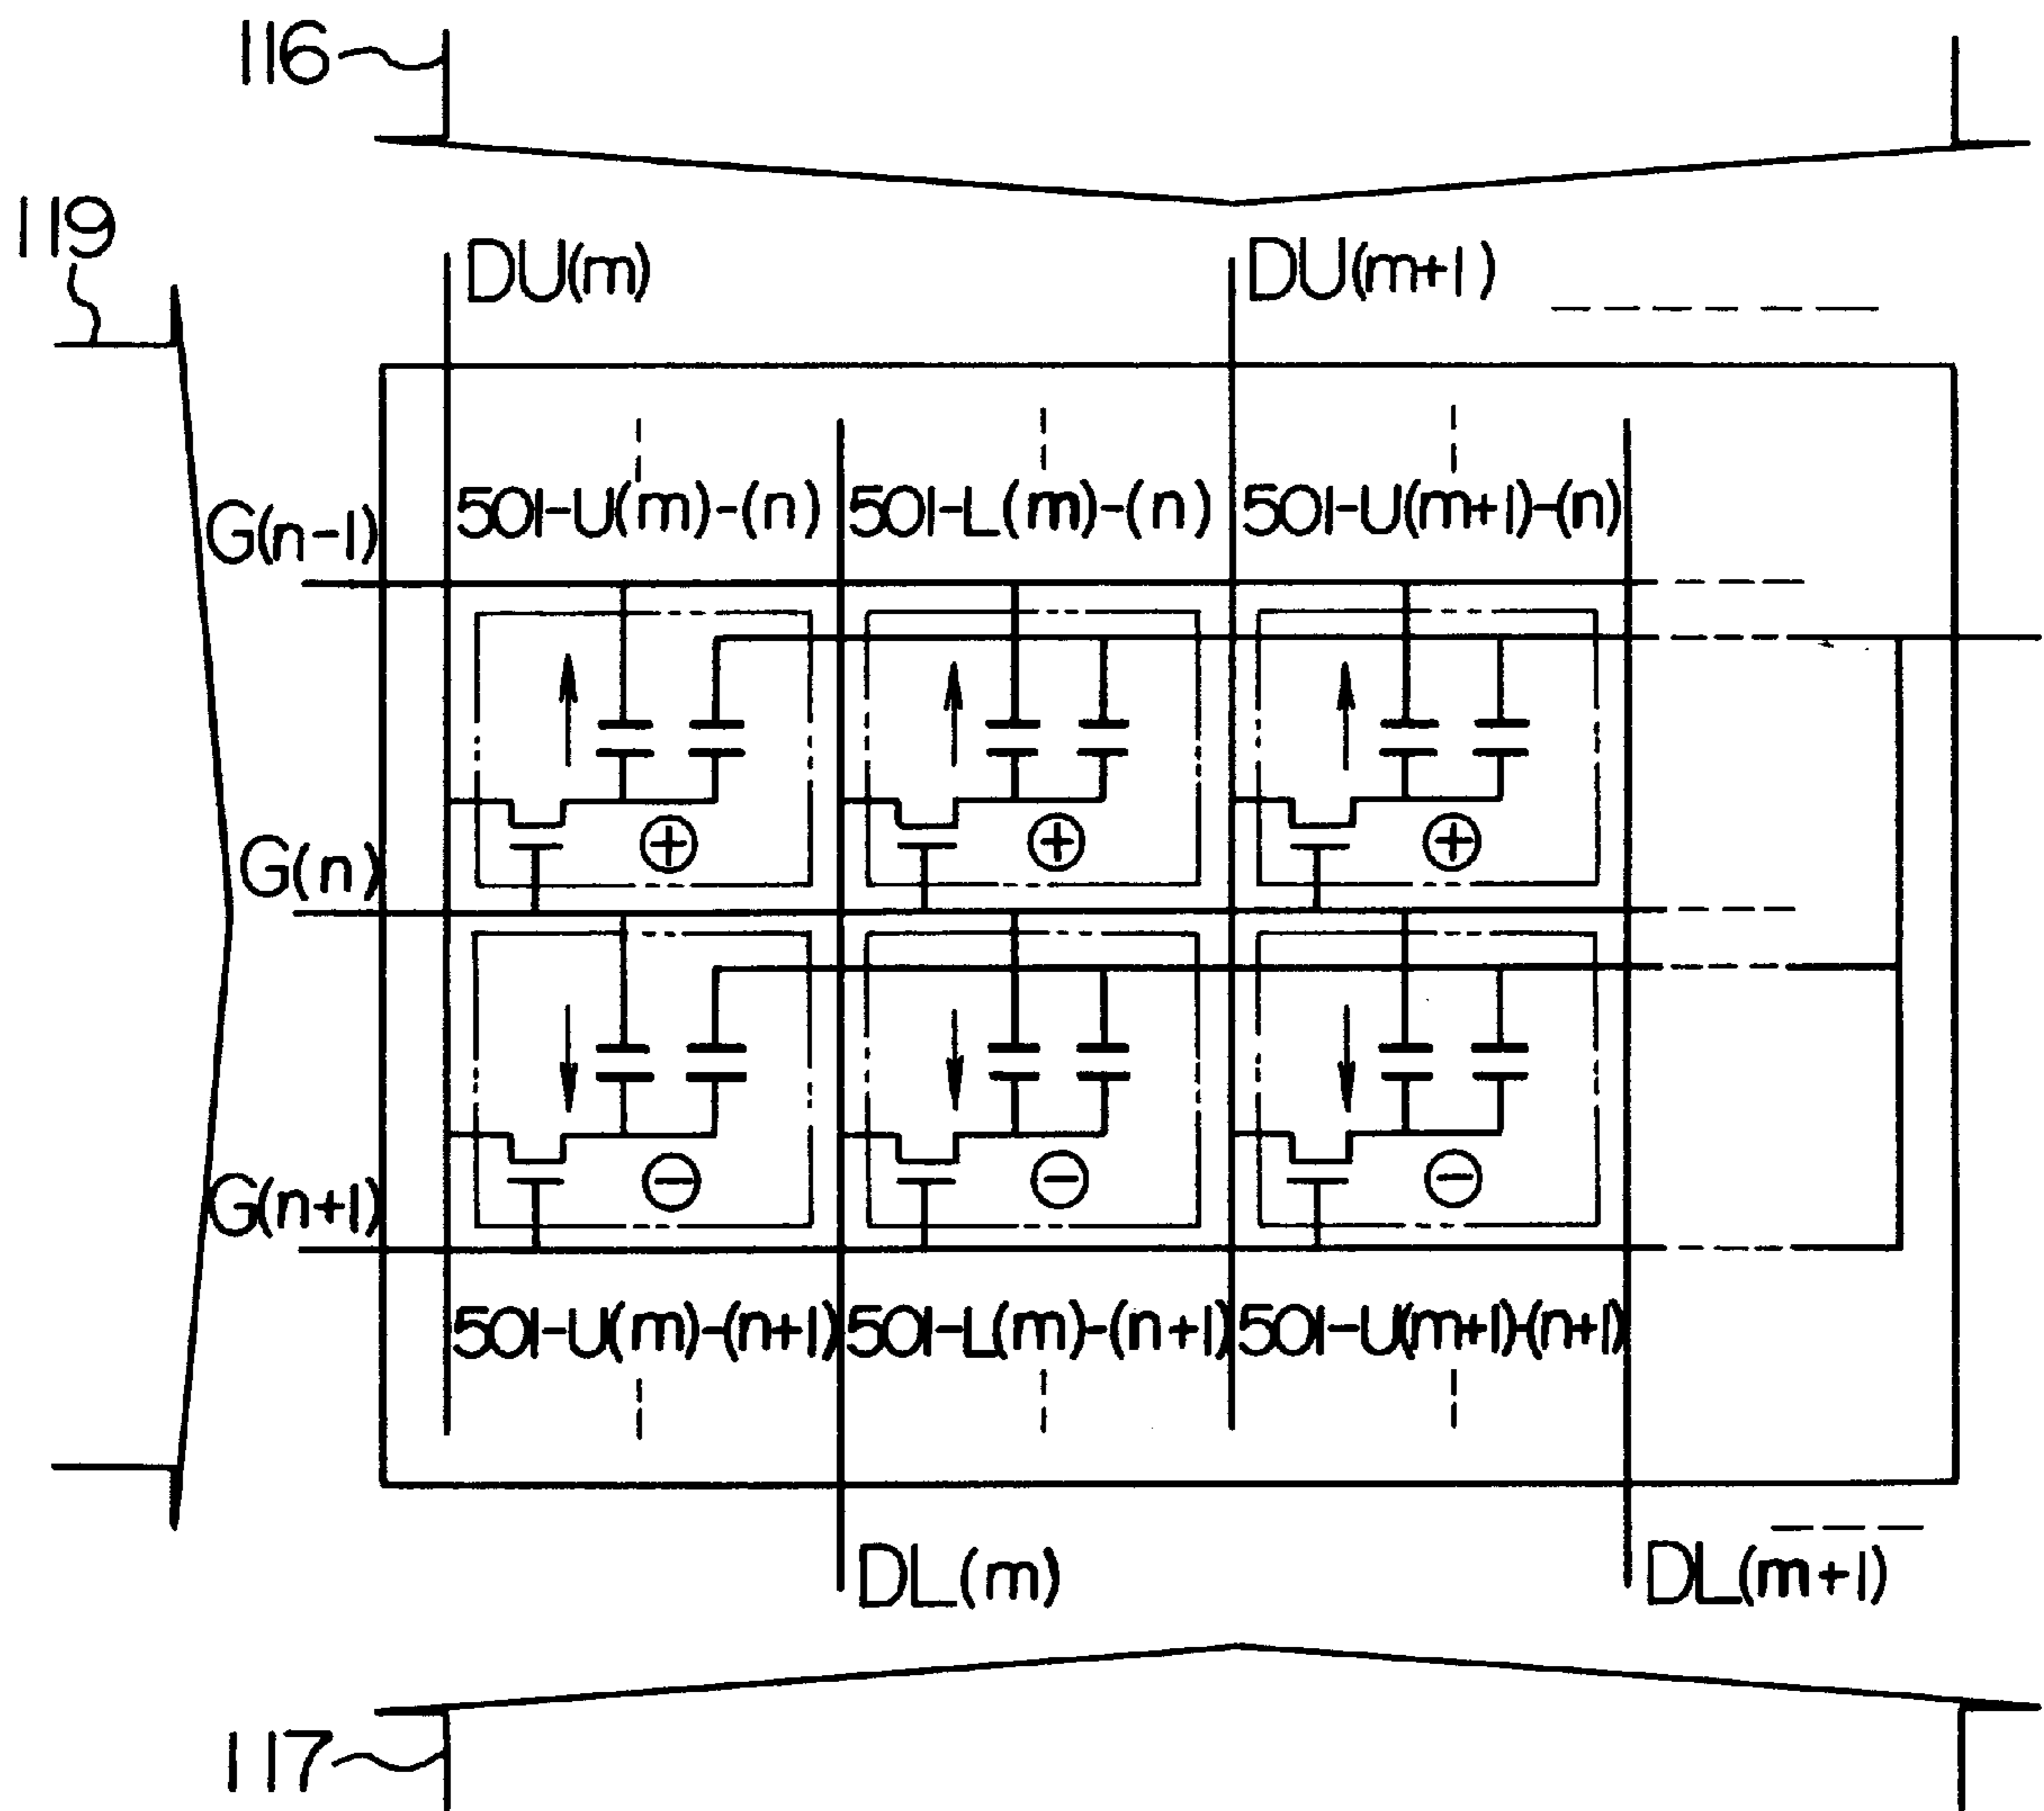 116
119
DU(m) DU(m+1)
501-U(m)-(n) 501-L(m)-(n) 501-U(m+1)-(n)
G(n-1)
+ + +
G(n)
- - -
G(n+1)
501-U(m)-(n+1) 501-L(m)-(n+1) 501-U(m+1)-(n+1)
DL(m) DL(m+1)
117